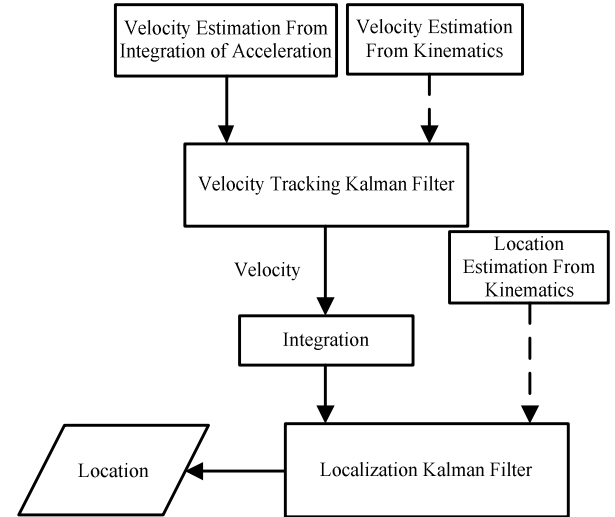 Velocity Estimation From
Integration of Acceleration
Velocity Estimation
From Kinematics
Velocity Tracking Kalman Filter
Velocity
Location
Estimation From
Kinematics
Integration
Location
Localization Kalman Filter